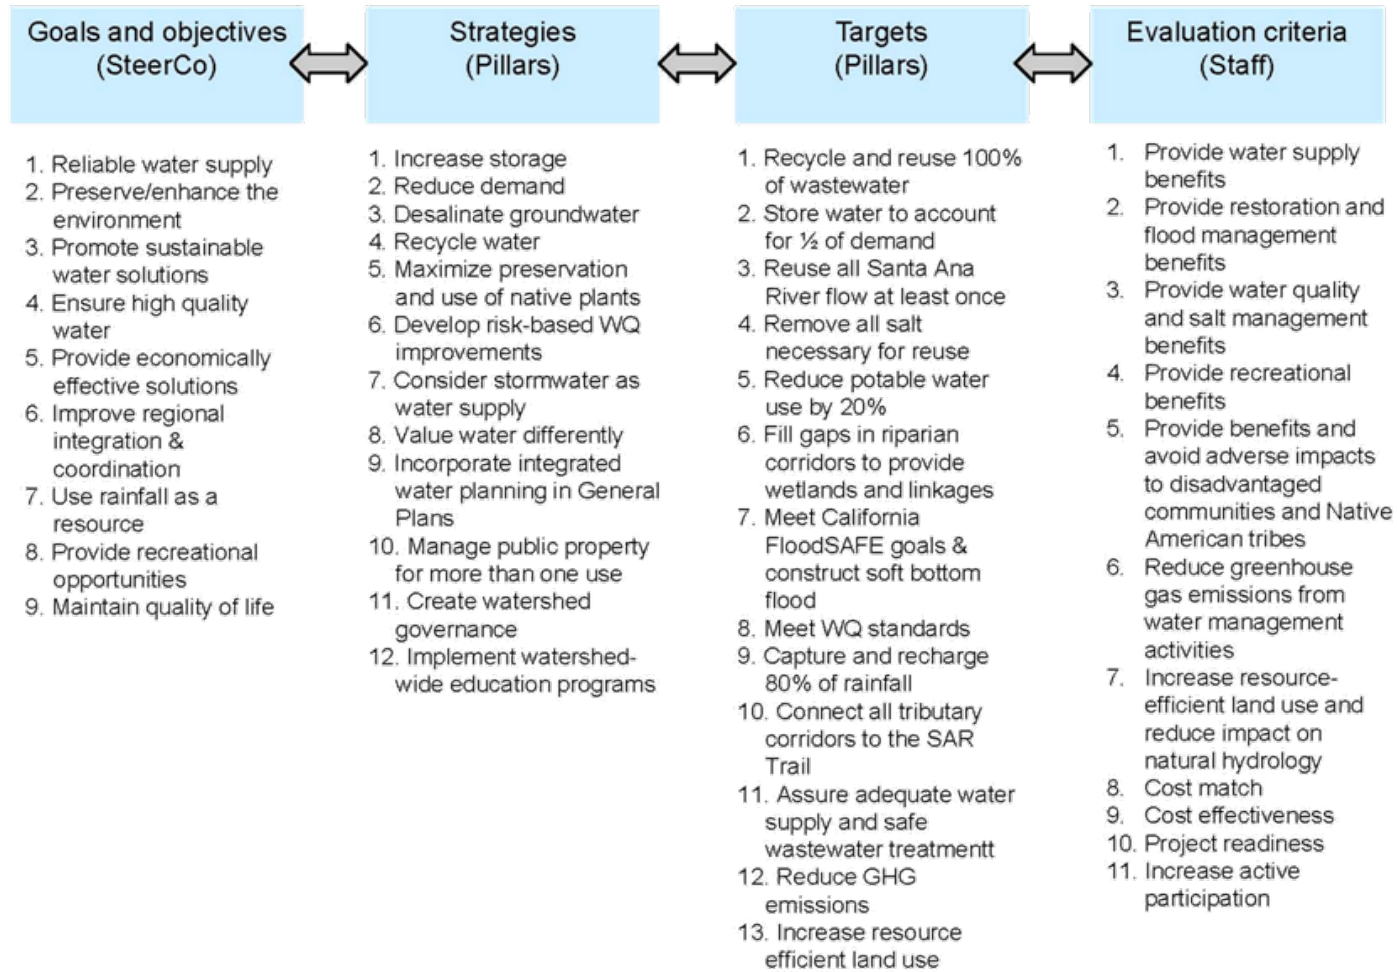 Goals and objectives
(SteerCo)
1. Reliable water supply
2. Preserve/enhance the
environment
3. Promote sustainable
water solutions
4. Ensure high quality
water
5. Provide economically
effective solutions
6. Improve regional
integration &
coordination
7. Use rainfall as a
resource
8. Provide recreational
opportunities
9. Maintain quality of life
Strategies
(Pillars)
1. Increase storage
2. Reduce demand
3. Desalinate groundwater
4. Recycle water
5. Maximize preservation
and use of native plants
6. Develop risk-based WQ
improvements
7. Consider stormwater as
water supply
8. Value water differently
9. Incorporate integrated
water planning in General
Plans
10. Manage public property
for more than one use
11. Create watershed
governance
12. Implement watershed-
wide education programs
Targets
(Pillars)
1. Recycle and reuse 100%
of wastewater
2. Store water to account
for ½ of demand
3. Reuse all Santa Ana
River flow at least once
4. Remove all salt
necessary for reuse
5. Reduce potable water
use by 20%
6. Fill gaps in riparian
corridors to provide
wetlands and linkages
7. Meet California
FloodSAFE goals &
construct soft bottom
flood
8. Meet WQ standards
9. Capture and recharge
80% of rainfall
10. Connect all tributary
corridors to the SAR
Trail
11. Assure adequate water
supply and safe
wastewater treatmentt
12. Reduce GHG
emissions
13. Increase resource
efficient land use
Evaluation criteria
(Staff)
1. Provide water supply
benefits
2. Provide restoration and
flood management
benefits
3. Provide water quality
and salt management
benefits
4. Provide recreational
benefits
5. Provide benefits and
avoid adverse impacts
to disadvantaged
communities and Native
American tribes
6. Reduce greenhouse
gas emissions from
water management
activities
7. Increase resource-
efficient land use and
reduce impact on
natural hydrology
8. Cost match
9. Cost effectiveness
10. Project readiness
11. Increase active
participation